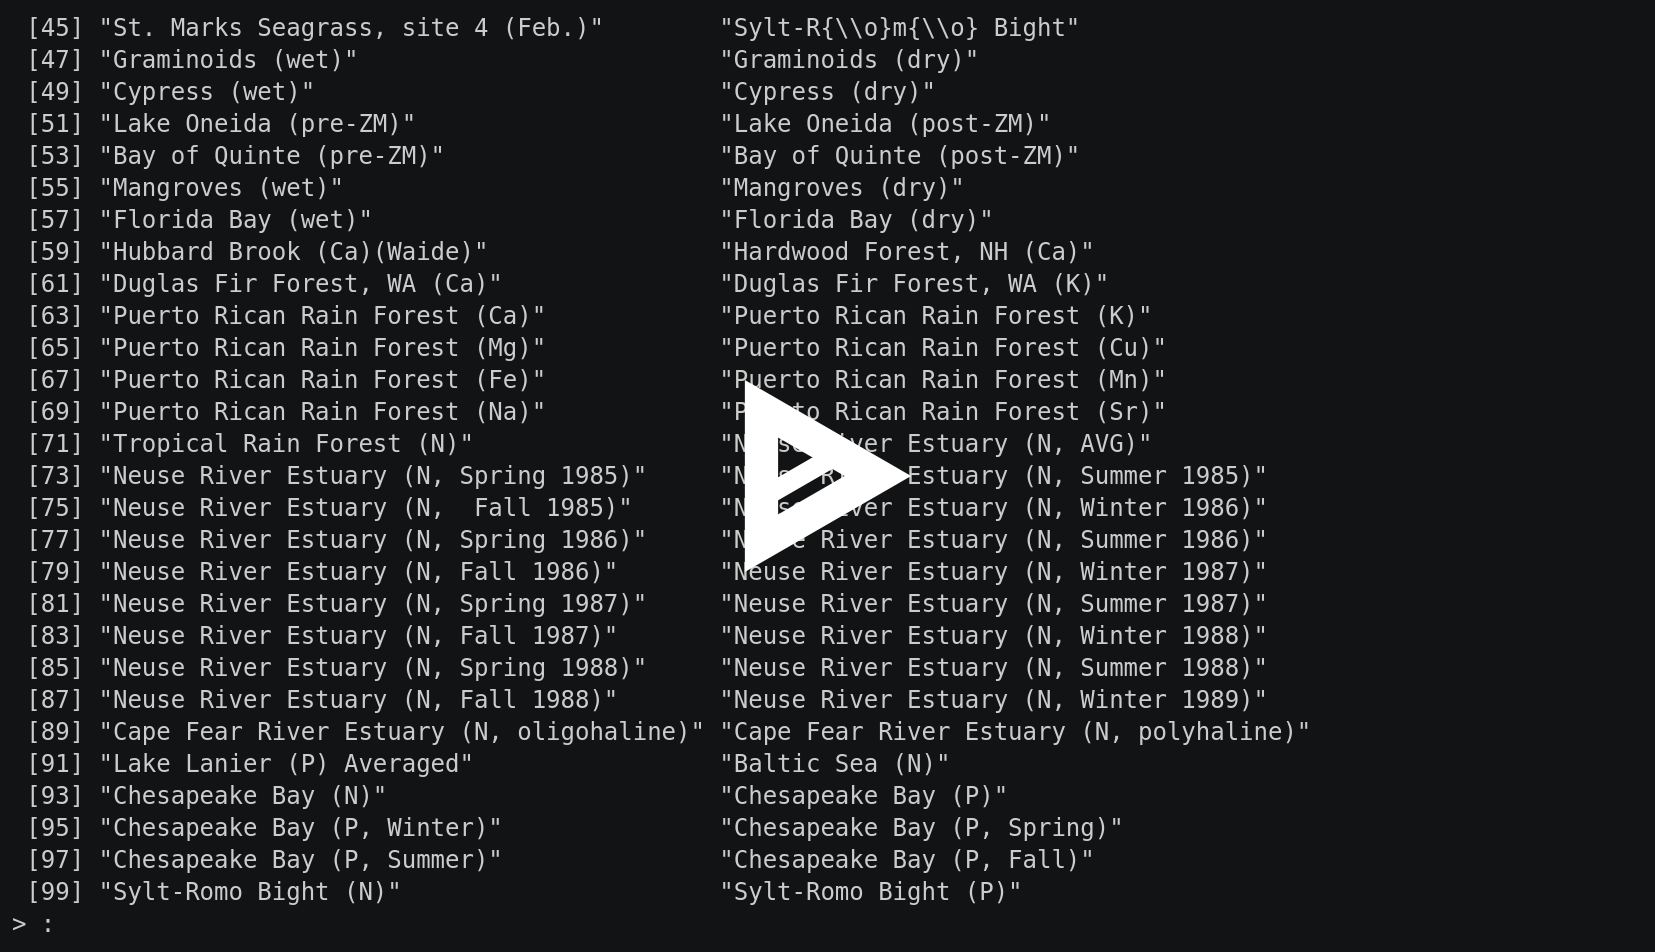 [45] "St. Marks Seagrass, site 4 (Feb.)" "Sylt-R{\\o}m{\\o} Bight"
[47] "Graminoids (wet)" "Graminoids (dry)"
[49] "Cypress (wet)" "Cypress (dry)"
[51] "Lake Oneida (pre-ZM)" "Lake Oneida (post-ZM)"
[53] "Bay of Quinte (pre-ZM)" "Bay of Quinte (post-ZM)"
[55] "Mangroves (wet)" "Mangroves (dry)"
[57] "Florida Bay (wet)" "Florida Bay (dry)"
[59] "Hubbard Brook (Ca)(Waide)" "Hardwood Forest, NH (Ca)"
[61] "Duglas Fir Forest, WA (Ca)" "Duglas Fir Forest, WA (K)"
[63] "Puerto Rican Rain Forest (Ca)" "Puerto Rican Rain Forest (K)"
[65] "Puerto Rican Rain Forest (Mg)" "Puerto Rican Rain Forest (Cu)"
[67] "Puerto Rican Rain Forest (Fe)" "Puerto Rican Rain Forest (Mn)"
[69] "Puerto Rican Rain Forest (Na)" "Puerto Rican Rain Forest (Sr)"
[71] "Tropical Rain Forest (N)" "Neuse River Estuary (N, AVG)"
[73] "Neuse River Estuary (N, Spring 1985)" "Neuse River Estuary (N, Summer 1985)"
[75] "Neuse River Estuary (N,  Fall 1985)" "Neuse River Estuary (N, Winter 1986)"
[77] "Neuse River Estuary (N, Spring 1986)" "Neuse River Estuary (N, Summer 1986)"
[79] "Neuse River Estuary (N, Fall 1986)" "Neuse River Estuary (N, Winter 1987)"
[81] "Neuse River Estuary (N, Spring 1987)" "Neuse River Estuary (N, Summer 1987)"
[83] "Neuse River Estuary (N, Fall 1987)" "Neuse River Estuary (N, Winter 1988)"
[85] "Neuse River Estuary (N, Spring 1988)" "Neuse River Estuary (N, Summer 1988)"
[87] "Neuse River Estuary (N, Fall 1988)" "Neuse River Estuary (N, Winter 1989)"
[89] "Cape Fear River Estuary (N, oligohaline)" "Cape Fear River Estuary (N, polyhaline)"
[91] "Lake Lanier (P) Averaged" "Baltic Sea (N)"
[93] "Chesapeake Bay (N)" "Chesapeake Bay (P)"
[95] "Chesapeake Bay (P, Winter)" "Chesapeake Bay (P, Spring)"
[97] "Chesapeake Bay (P, Summer)" "Chesapeake Bay (P, Fall)"
[99] "Sylt-Romo Bight (N)" "Sylt-Romo Bight (P)"
> :